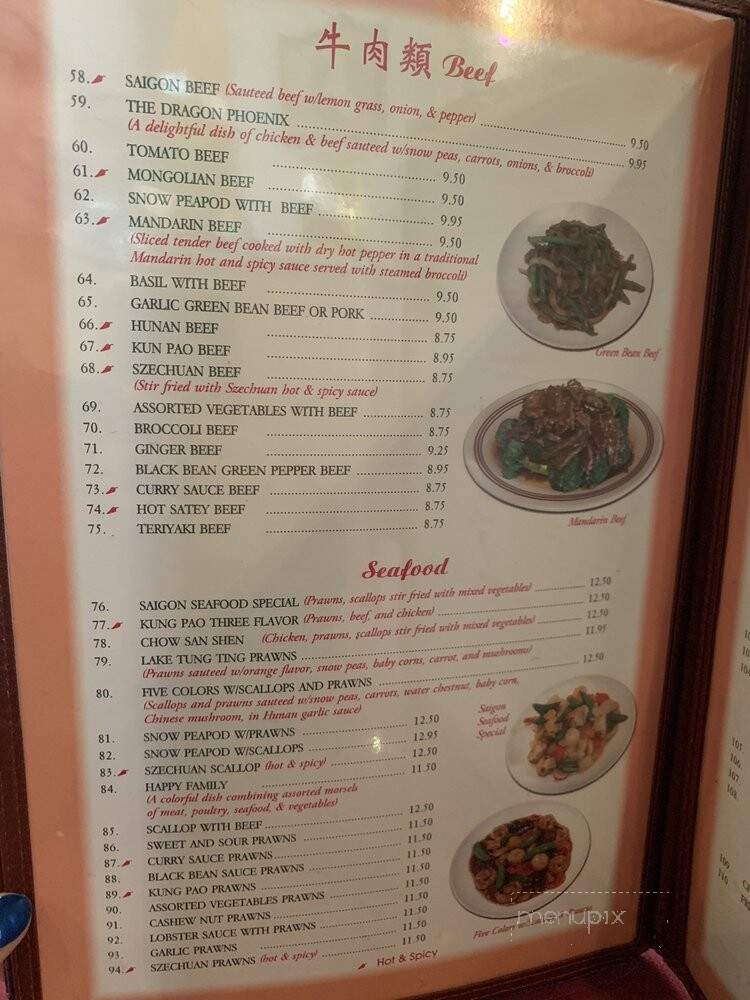 牛肉類 Beef
58. SAIGON BEEF (Sauteed beef w/lemon grass, onion, & pepper) 9.50
59. THE DRAGON PHOENIX 9.95
(A delightful dish of chicken & beef sauteed w/snow peas, carrots, onions, & broccoli)
60. TOMATO BEEF 9.50
61. MONGOLIAN BEEF 9.50
62. SNOW PEAPOD WITH BEEF 9.95
63. MANDARIN BEEF 9.50
(Sliced tender beef cooked with dry hot pepper in a traditional
Mandarin hot and spicy sauce served with steamed broccoli)
64. BASIL WITH BEEF 9.50
65. GARLIC GREEN BEAN BEEF OR PORK 9.50
66. HUNAN BEEF 8.75
67. KUN PAO BEEF 8.95
68. SZECHUAN BEEF 8.75
(Stir fried with Szechuan hot & spicy sauce)
69. ASSORTED VEGETABLES WITH BEEF 8.75
70. BROCCOLI BEEF 8.75
71. GINGER BEEF 9.25
72. BLACK BEAN GREEN PEPPER BEEF 8.95
73. CURRY SAUCE BEEF 8.75
74. HOT SATEY BEEF 8.75
75. TERIYAKI BEEF 8.75
Green Bean Beef
Mandarin Beef
Seafood
76. SAIGON SEAFOOD SPECIAL (Prawns, scallops stir fried with mixed vegetables) 12.50
77. KUNG PAO THREE FLAVOR (Prawns, beef, and chicken) 12.50
78. CHOW SAN SHEN (Chicken, prawns, scallops stir fried with mixed vegetables) 12.50
79. LAKE TUNG TING PRAWNS 11.95
(Prawns sauteed w/orange flavor, snow peas, baby corns, carrot, and mushrooms)
80. FIVE COLORS W/SCALLOPS AND PRAWNS 12.50
(Scallops and prawns sauteed w/snow peas, carrots, water chestnut, baby corn,
Chinese mushroom, in Hunan garlic sauce)
81. SNOW PEAPOD W/PRAWNS 12.50
82. SNOW PEAPOD W/SCALLOPS 12.95
83. SZECHUAN SCALLOP (hot & spicy) 12.50
84. HAPPY FAMILY 11.50
(A colorful dish combining assorted morsels
of meat, poultry, seafood, & vegetables)
85. SCALLOP WITH BEEF 12.50
86. SWEET AND SOUR PRAWNS 11.50
87. CURRY SAUCE PRAWNS 11.50
88. BLACK BEAN SAUCE PRAWNS 11.50
89. KUNG PAO PRAWNS 11.50
90. ASSORTED VEGETABLES PRAWNS 11.50
91. CASHEW NUT PRAWNS 11.50
92. LOBSTER SAUCE WITH PRAWNS 11.50
93. GARLIC PRAWNS 11.50
94. SZECHUAN PRAWNS (hot & spicy) 11.50
Hot & Spicy
Saigon
Seafood
Special
Five Colors
menupix
101.
106.
107.
108.
109.
110.